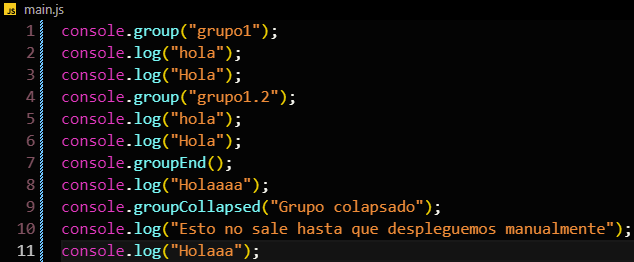 JS main.js
1 console.group("grupo1");
2 console.log("hola");
3 console.log("Hola");
4 console.group("grupo1.2");
5 console.log("hola");
6 console.log("Hola");
7 console.groupEnd();
8 console.log("Holaaaa");
9 console.groupCollapsed("Grupo colapsado");
10 console.log("Esto no sale hasta que despleguemos manualmente");
11 console.log("Holaaa");